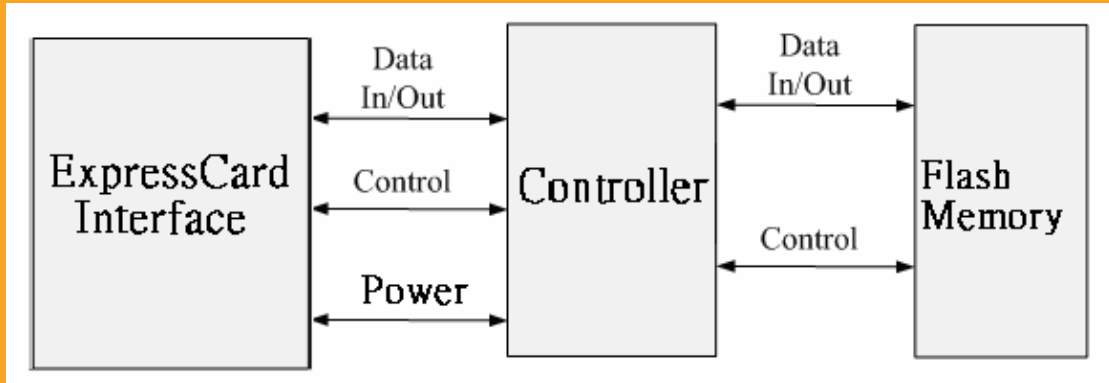 ExpressCard
Interface
Data
In/Out
Control
Power
Controller
Data
In/Out
Control
Flash
Memory